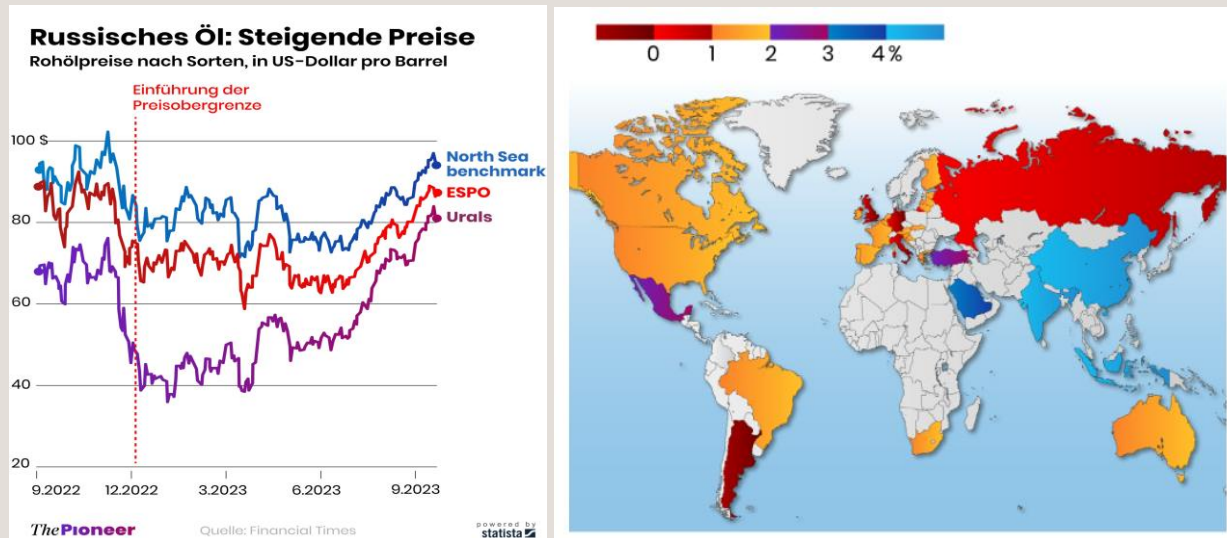 Russisches Öl: Steigende Preise
Rohölpreise nach Sorten, in US-Dollar pro Barrel
Einführung der
Preisobergrenze
100 $
80
60
40
20
North Sea
benchmark
ESPO
Urals
9.2022 12.2022 3.2023 6.2023 9.2023
ThePioneer
Quelle: Financial Times
powered by
statista
0 1 2 3 4 %